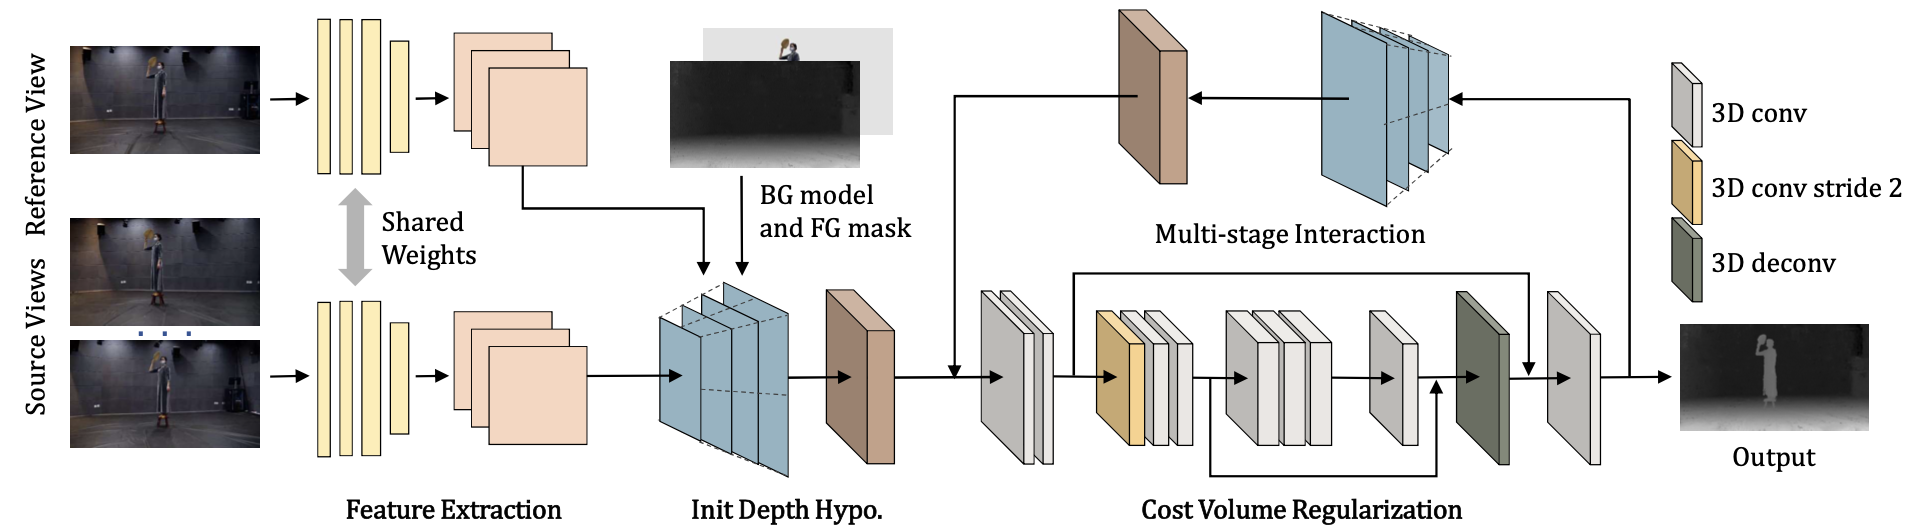 Reference View
Source Views
Shared
Weights
BG model
and FG mask
Multi-stage Interaction
3D conv
3D conv stride 2
3D deconv
Output
Feature Extraction
Init Depth Hypo.
Cost Volume Regularization